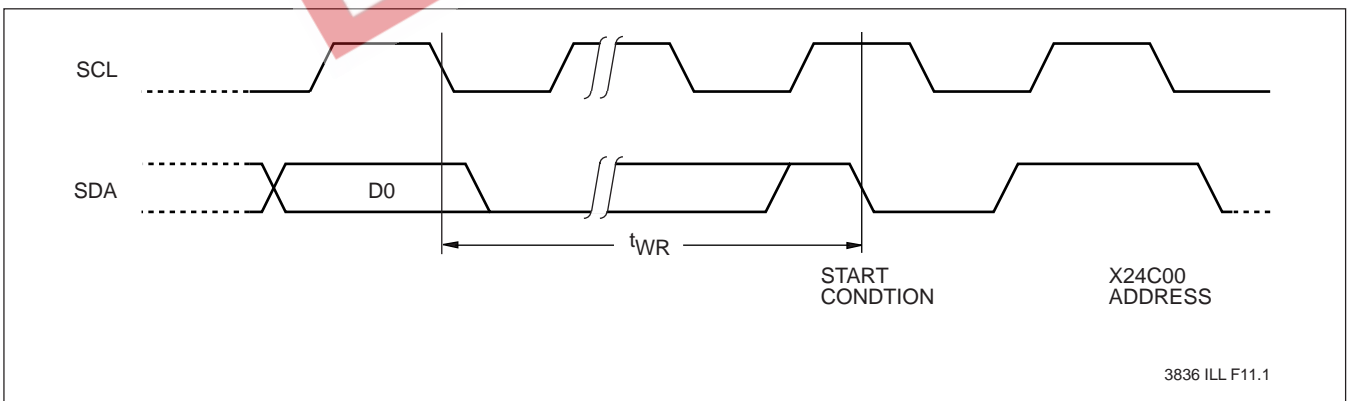 SCL
SDA
D0
tWR
START
CONDTION
X24C00
ADDRESS
3836 ILL F11.1